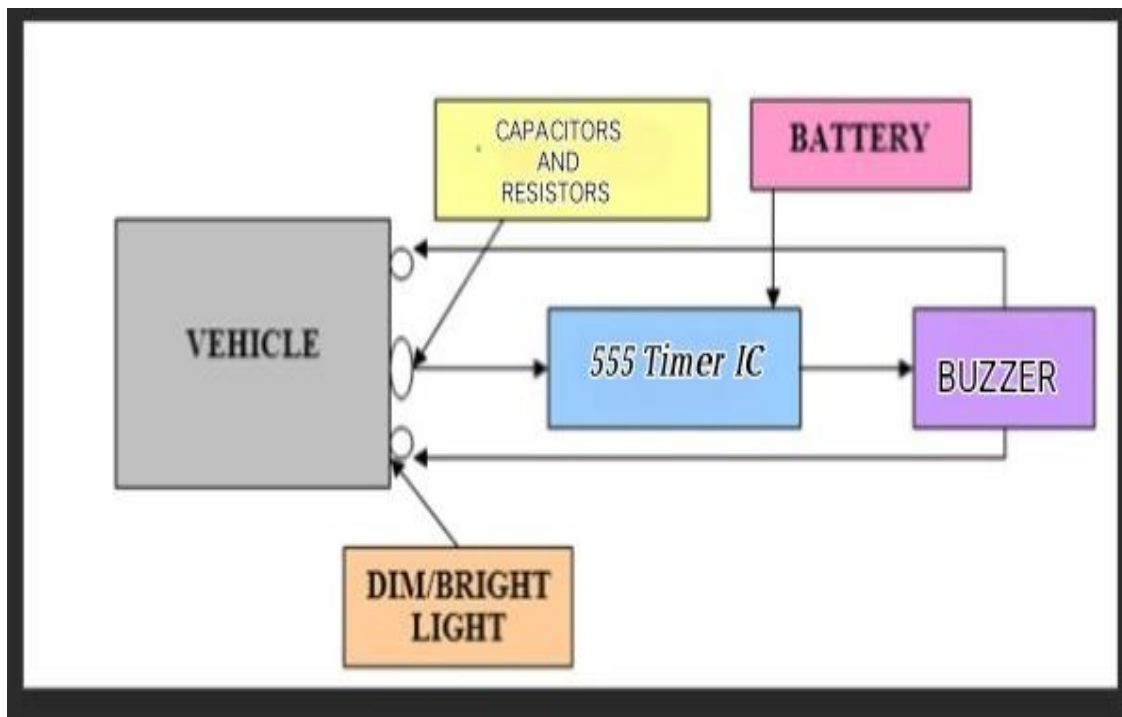 CAPACITORS
AND
RESISTORS
BATTERY
VEHICLE
555 Timer IC
BUZZER
DIM/BRIGHT
LIGHT